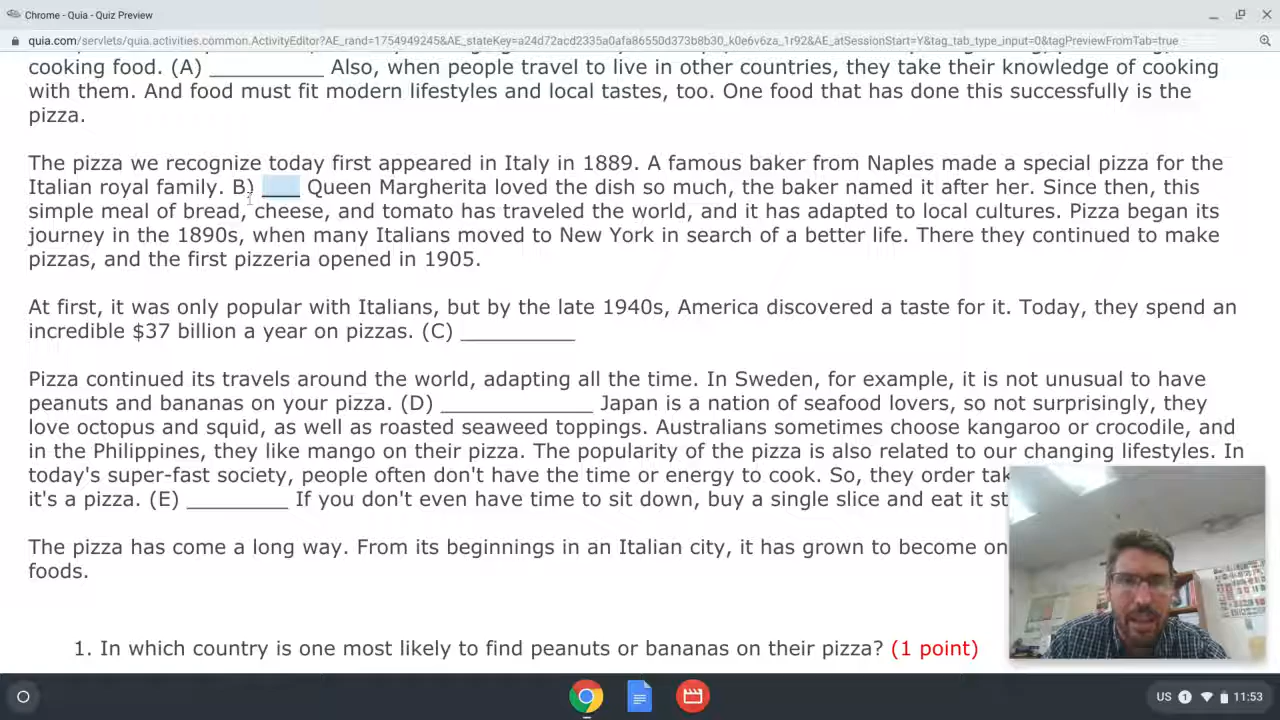 Chrome - Quia - Quiz Preview
quia.com/servlets/quia.activities.common.ActivityEditor?AE_rand=1754949245&AE_stateKey=a24d72acd2335a0afa86550d373b8b30_k0e6v6za_1r92&AE_atSessionStart=Y&tag_tab_type_input=0&tagPreviewFromTab=true
cooking food. (A) __________ Also, when people travel to live in other countries, they take their knowledge of cooking
with them. And food must fit modern lifestyles and local tastes, too. One food that has done this successfully is the
pizza.
The pizza we recognize today first appeared in Italy in 1889. A famous baker from Naples made a special pizza for the
Italian royal family. B) ___ Queen Margherita loved the dish so much, the baker named it after her. Since then, this
simple meal of bread, cheese, and tomato has traveled the world, and it has adapted to local cultures. Pizza began its
journey in the 1890s, when many Italians moved to New York in search of a better life. There they continued to make
pizzas, and the first pizzeria opened in 1905.
At first, it was only popular with Italians, but by the late 1940s, America discovered a taste for it. Today, they spend an
incredible $37 billion a year on pizzas. (C) __________
Pizza continued its travels around the world, adapting all the time. In Sweden, for example, it is not unusual to have
peanuts and bananas on your pizza. (D) _____________ Japan is a nation of seafood lovers, so not surprisingly, they
love octopus and squid, as well as roasted seaweed toppings. Australians sometimes choose kangaroo or crocodile, and
in the Philippines, they like mango on their pizza. The popularity of the pizza is also related to our changing lifestyles. In
today's super-fast society, people often don't have the time or energy to cook. So, they order
it's a pizza. (E) _________ If you don't even have time to sit down, buy a single slice and eat it
The pizza has come a long way. From its beginnings in an Italian city, it has grown to become
foods.
1. In which country is one most likely to find peanuts or bananas on their pizza? (1 point)
US 1 11:53